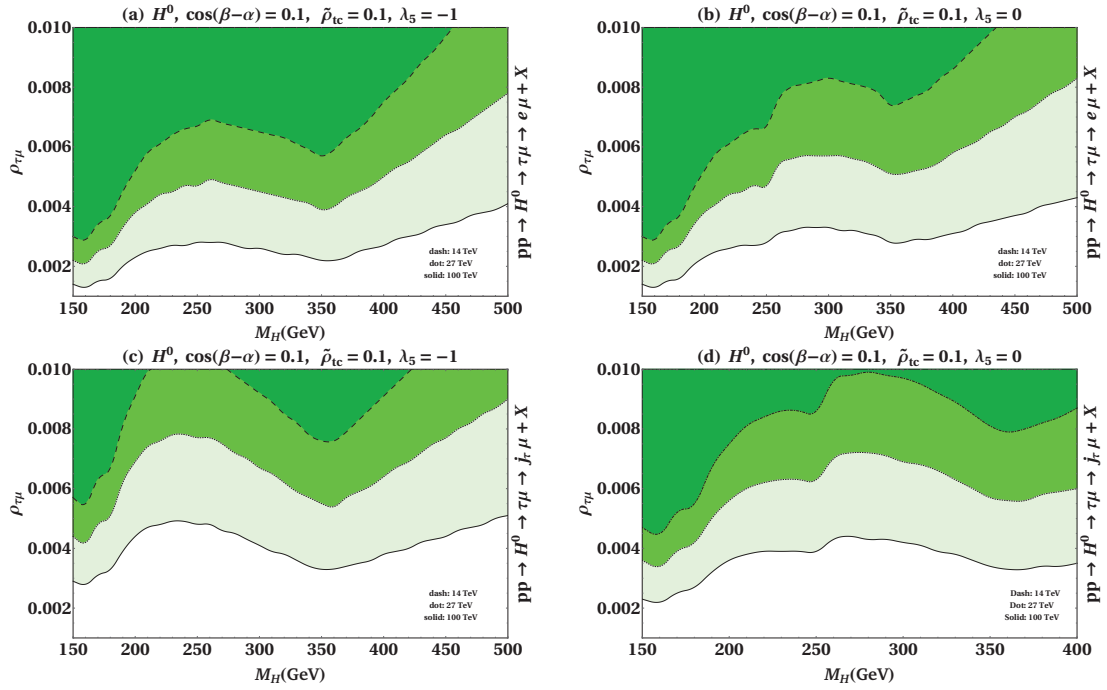 (a) H⁰, cos(β−α) = 0.1, ρ̃tc = 0.1, λ₅ = −1
0.010
0.008
0.006
0.004
0.002
ρτμ
dash: 14 TeV
dot: 27 TeV
solid: 100 TeV
150 200 250 300 350 400 450 500
M_H(GeV)
pp → H⁰ → τμ → e μ + X
(b) H⁰, cos(β−α) = 0.1, ρ̃tc = 0.1, λ₅ = 0
0.010
0.008
0.006
0.004
0.002
ρτμ
dash: 14 TeV
dot: 27 TeV
solid: 100 TeV
150 200 250 300 350 400 450 500
M_H(GeV)
pp → H⁰ → τμ → e μ + X
(c) H⁰, cos(β−α) = 0.1, ρ̃tc = 0.1, λ₅ = −1
0.010
0.008
0.006
0.004
0.002
ρτμ
dash: 14 TeV
dot: 27 TeV
solid: 100 TeV
150 200 250 300 350 400 450 500
M_H(GeV)
pp → H⁰ → τμ → jτ μ + X
(d) H⁰, cos(β−α) = 0.1, ρ̃tc = 0.1, λ₅ = 0
0.010
0.008
0.006
0.004
0.002
ρτμ
Dash: 14 TeV
Dot: 27 TeV
Solid: 100 TeV
150 200 250 300 350 400
M_H(GeV)
pp → H⁰ → τμ → jτ μ + X